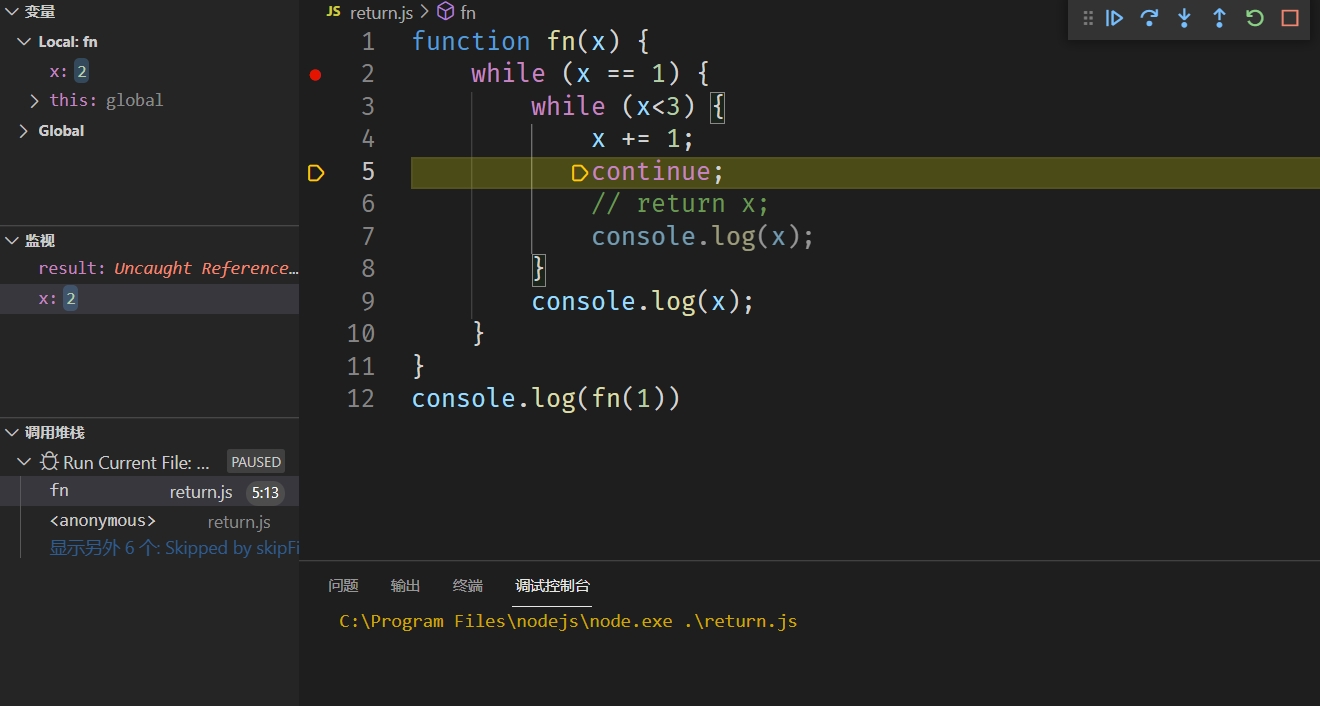 变量
Local: fn
x: 2
this: global
Global
监视
result: Uncaught Reference…
x: 2
调用堆栈
Run Current File: ... PAUSED
fn return.js 5:13
<anonymous> return.js
显示另外 6 个: Skipped by skipFi
JS return.js > fn
1 function fn(x) {
2 while (x == 1) {
3 while (x<3) {
4 x += 1;
5 continue;
6 // return x;
7 console.log(x);
8 }
9 console.log(x);
10 }
11 }
12 console.log(fn(1))
问题 输出 终端 调试控制台
C:\Program Files\nodejs\node.exe .\return.js